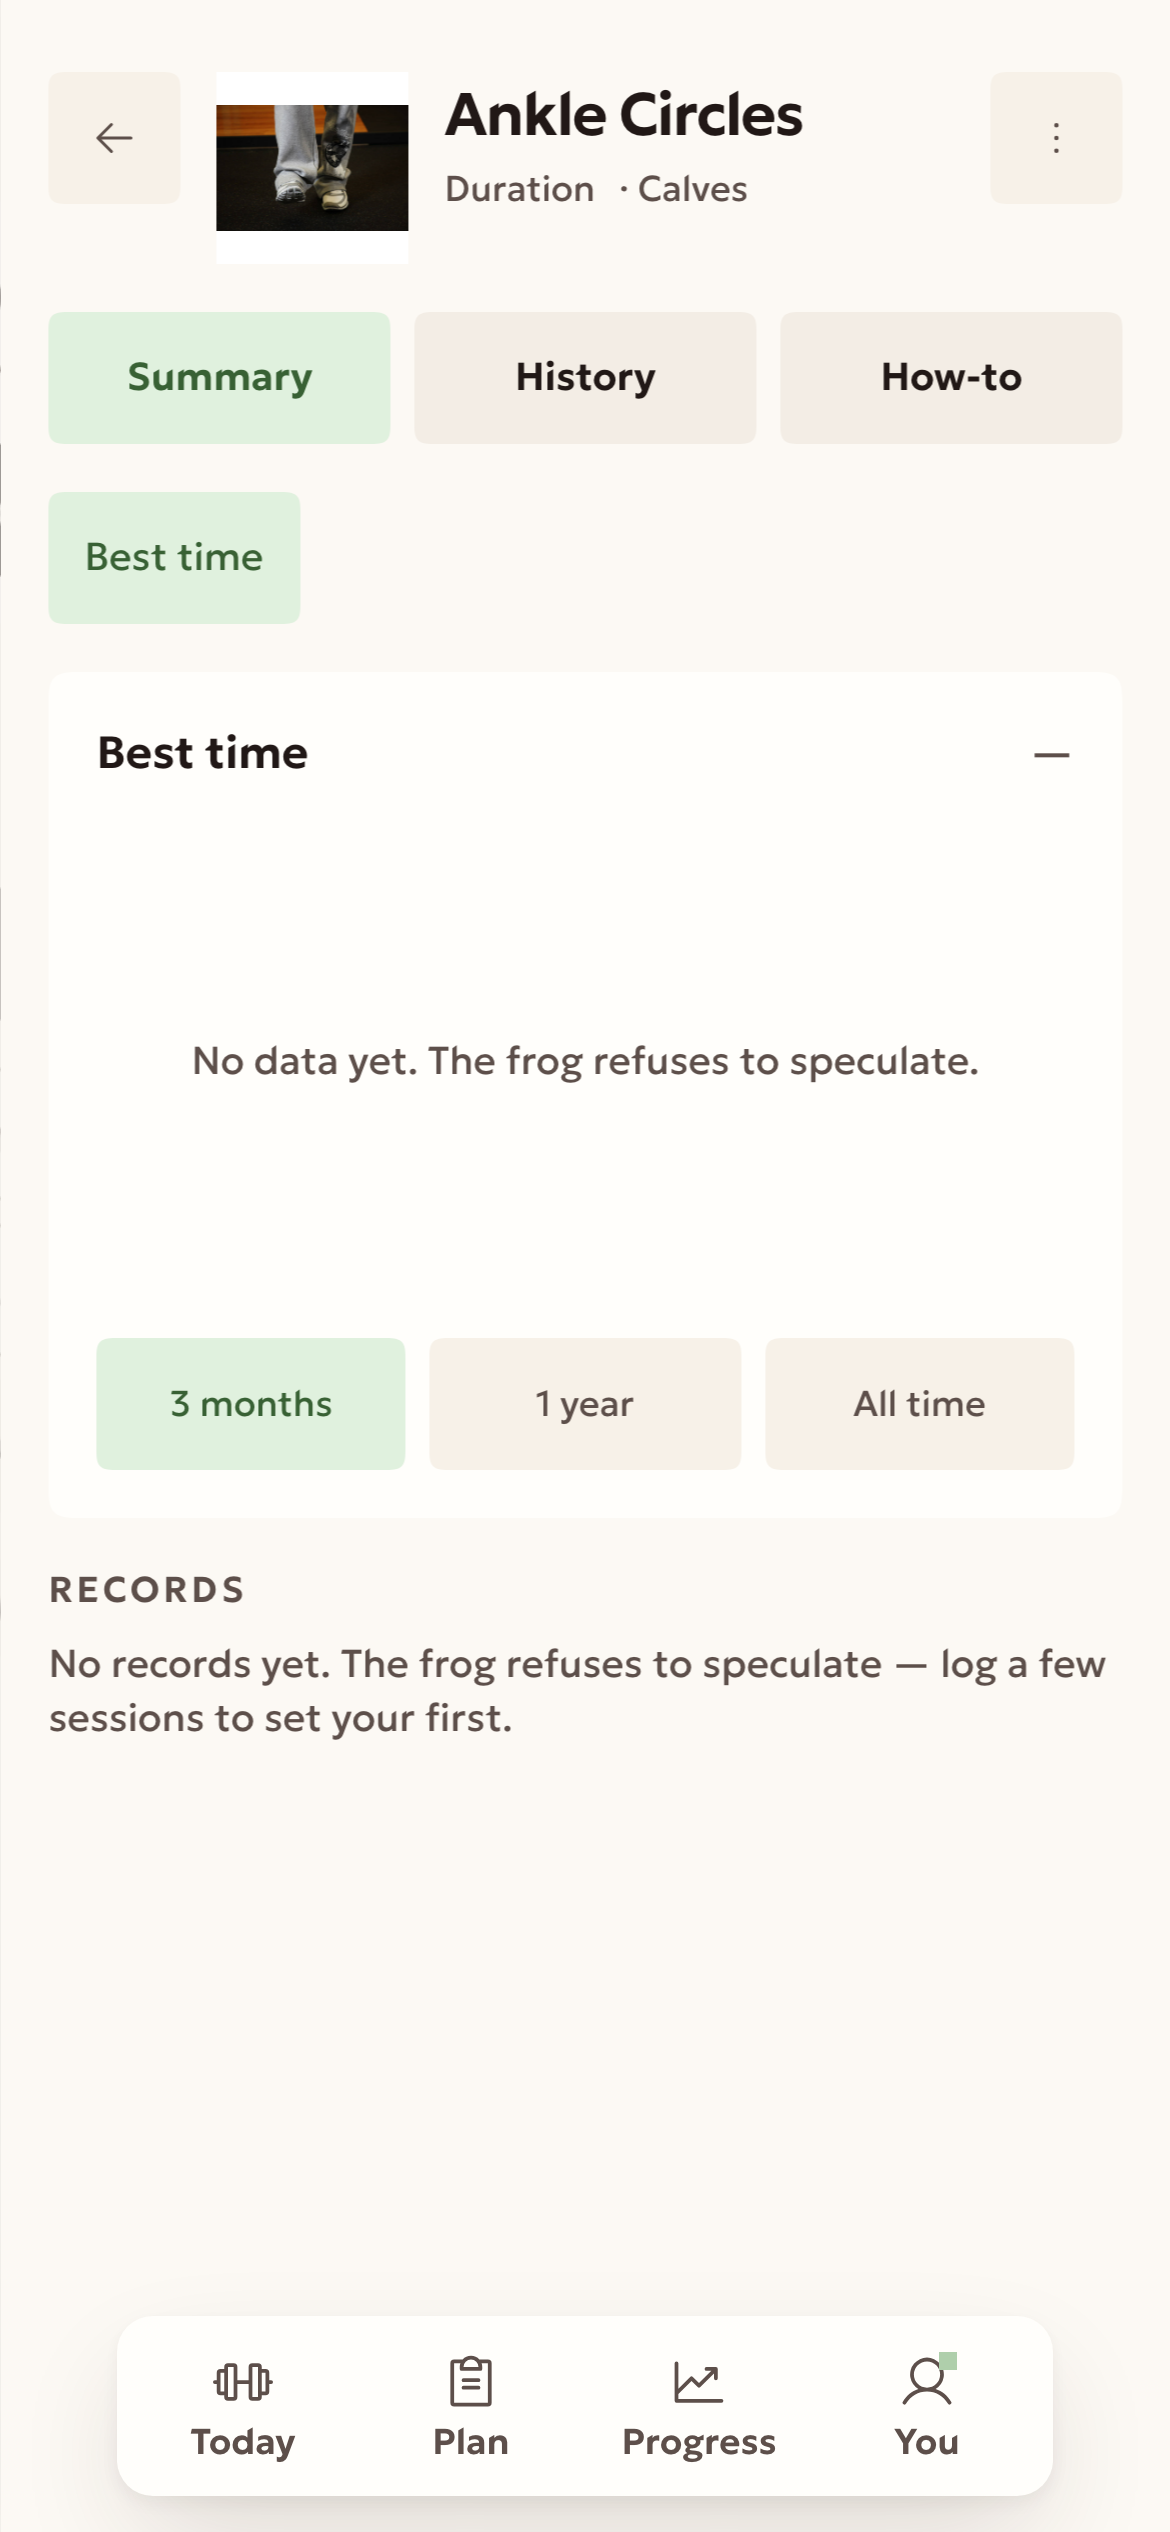 Ankle Circles
Duration · Calves
Summary
History
How-to
Best time
Best time
—
No data yet. The frog refuses to speculate.
3 months
1 year
All time
RECORDS
No records yet. The frog refuses to speculate — log a few
sessions to set your first.
Today
Plan
Progress
You